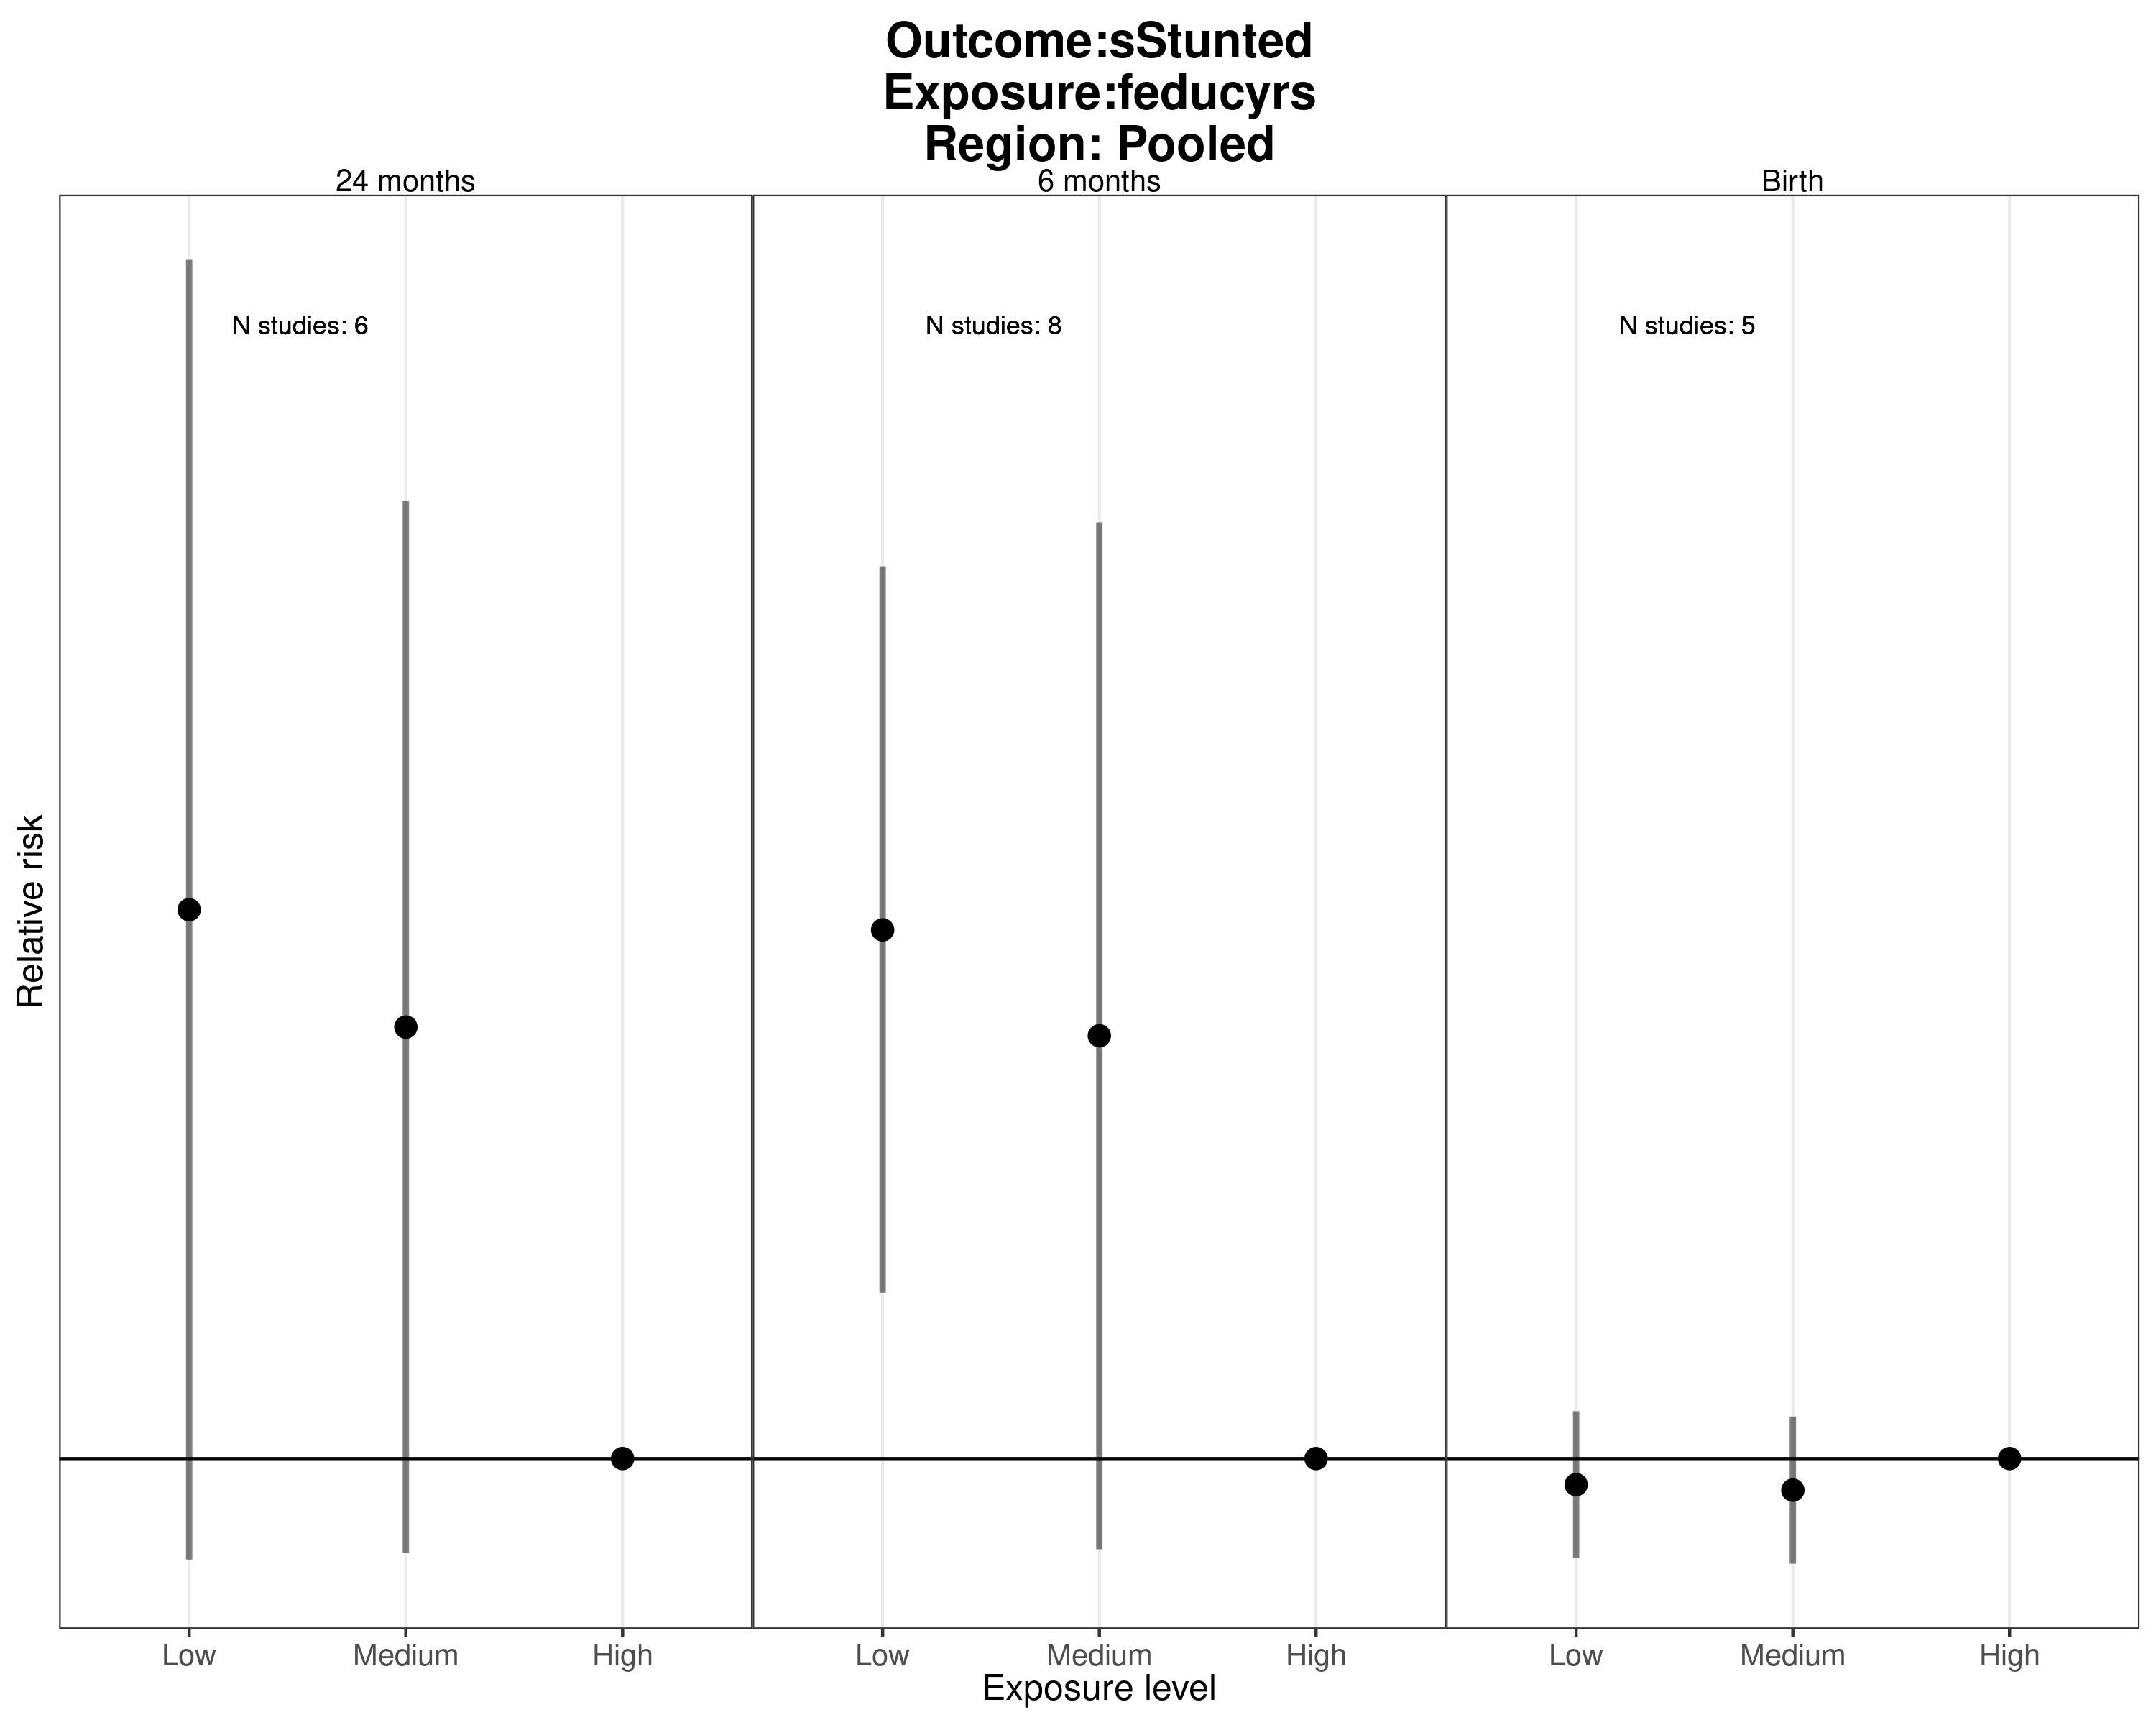 Outcome:sStunted
Exposure:feducyrs
Region: Pooled
24 months
6 months
Birth
N studies: 6
N studies: 8
N studies: 5
Relative risk
Low
Medium
High
Low
Medium
High
Low
Medium
High
Exposure level